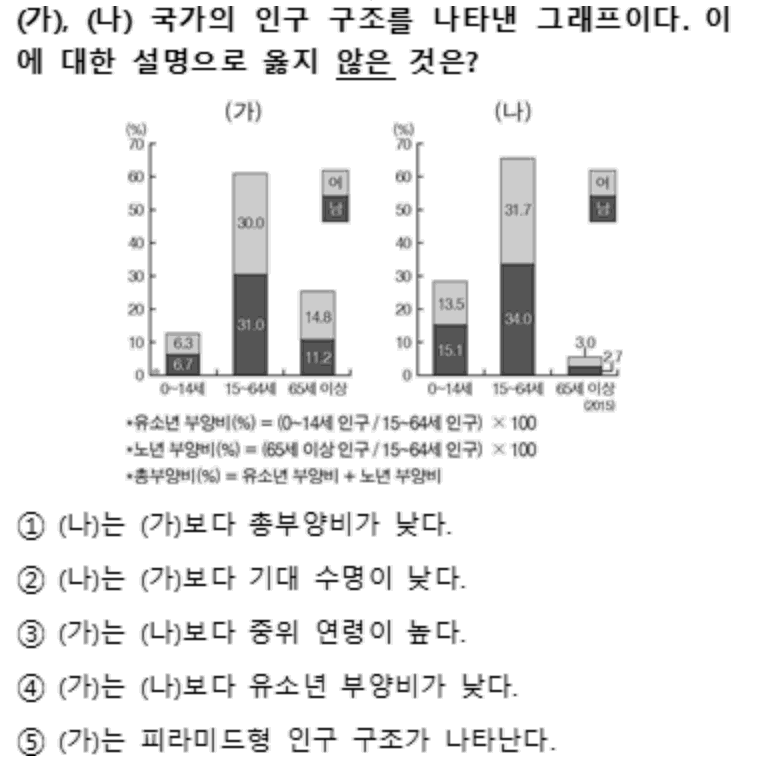 (가), (나) 국가의 인구 구조를 나타낸 그래프이다. 이
에 대한 설명으로 옳지 않은 것은?
(가) (나)
(%) (%)
70 70
60 여 60 여
50 남 50 남
40 40
30 30
20 20
10 10
0 0
30.0 31.7
31.0 34.0
6.3 14.8 13.5 3.0
6.7 11.2 15.1 2.7
0~14세 15~64세 65세 이상 0~14세 15~64세 65세 이상
(2015)
*유소년 부양비(%) = (0~14세 인구/15~64세 인구) × 100
*노년 부양비(%) = (65세 이상 인구/15~64세 인구) × 100
*총부양비(%) = 유소년 부양비 + 노년 부양비
① (나)는 (가)보다 총부양비가 낮다.
② (나)는 (가)보다 기대 수명이 낮다.
③ (가)는 (나)보다 중위 연령이 높다.
④ (가)는 (나)보다 유소년 부양비가 낮다.
⑤ (가)는 피라미드형 인구 구조가 나타난다.